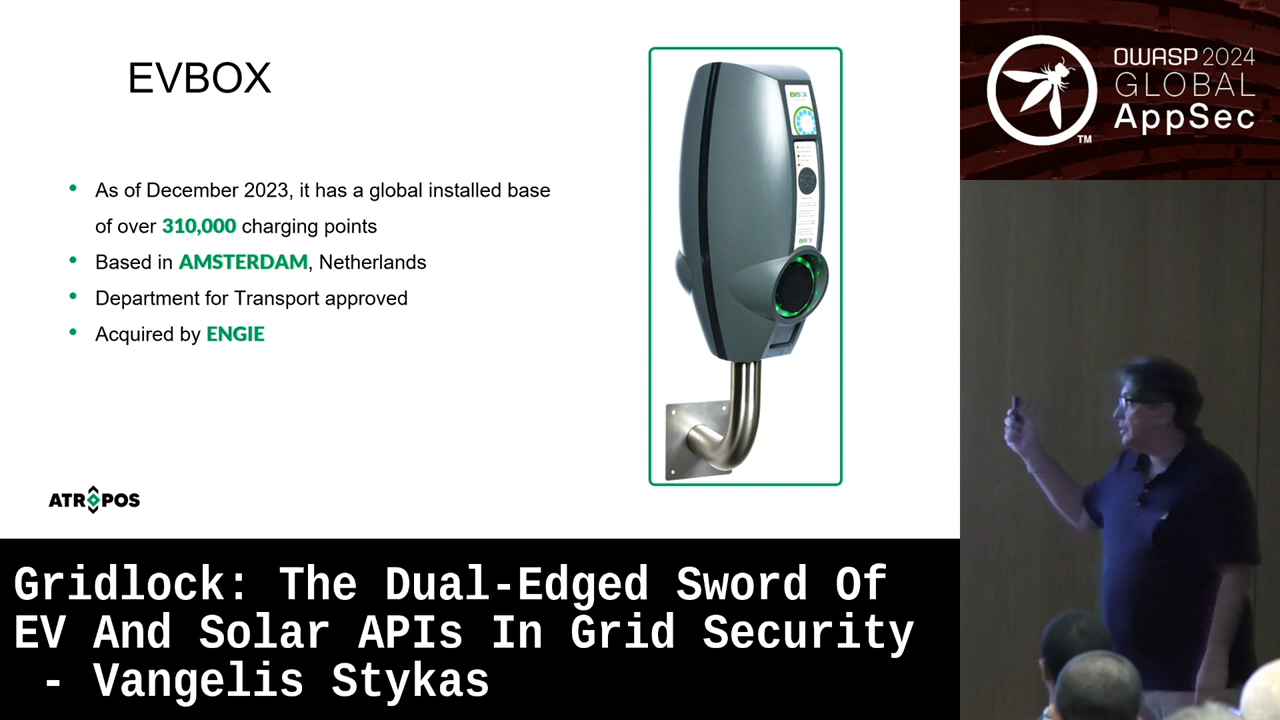 EVBOX
As of December 2023, it has a global installed base
of over 310,000 charging points
Based in AMSTERDAM, Netherlands
Department for Transport approved
Acquired by ENGIE
ATROPOS
OWASP 2024
GLOBAL
AppSec
TM
EVBOX
Gridlock: The Dual-Edged Sword Of
EV And Solar APIs In Grid Security
- Vangelis Stykas